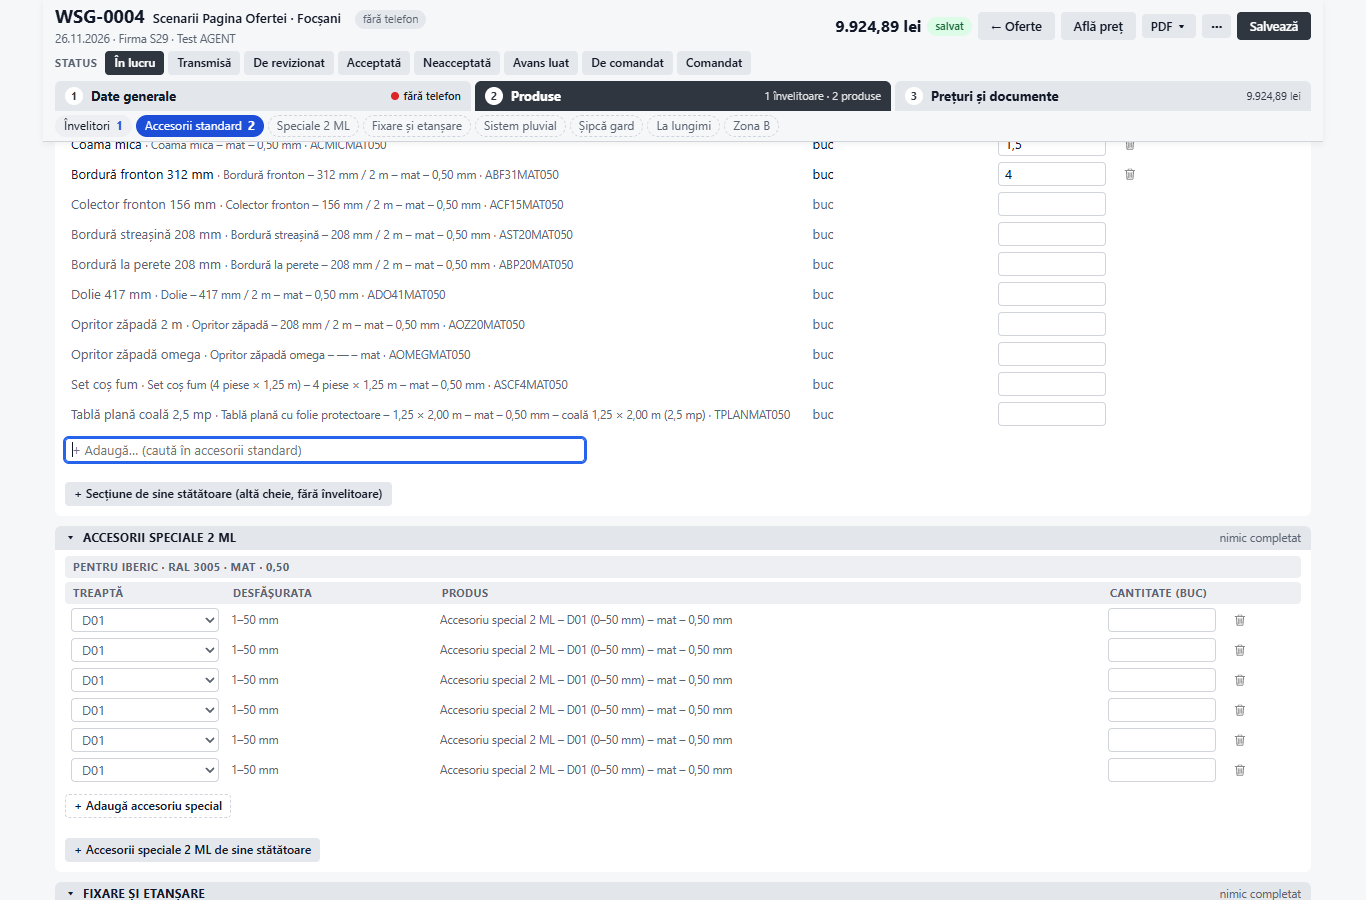 WSG-0004 Scenarii Pagina Ofertei · Focșani fără telefon
26.11.2026 · Firma S29 · Test AGENT
9.924,89 lei salvat ← Oferte Află preț PDF ▾ ··· Salvează
STATUS În lucru Transmisă De revizionat Acceptată Neacceptată Avans luat De comandat Comandat
1 Date generale fără telefon
2 Produse 1 învelitoare · 2 produse
3 Prețuri și documente 9.924,89 lei
Învelitori 1 Accesorii standard 2 Speciale 2 ML Fixare și etanșare Sistem pluvial Șipcă gard La lungimi Zona B
Coamă mică · Coamă mică – mat – 0,50 mm · ACMICMAT050 buc 1,5
Bordură fronton 312 mm · Bordură fronton – 312 mm / 2 m – mat – 0,50 mm · ABF31MAT050 buc 4
Colector fronton 156 mm · Colector fronton – 156 mm / 2 m – mat – 0,50 mm · ACF15MAT050 buc
Bordură streașină 208 mm · Bordură streașină – 208 mm / 2 m – mat – 0,50 mm · AST20MAT050 buc
Bordură la perete 208 mm · Bordură la perete – 208 mm / 2 m – mat – 0,50 mm · ABP20MAT050 buc
Dolie 417 mm · Dolie – 417 mm / 2 m – mat – 0,50 mm · ADO41MAT050 buc
Opritor zăpadă 2 m · Opritor zăpadă – 208 mm / 2 m – mat – 0,50 mm · AOZ20MAT050 buc
Opritor zăpadă omega · Opritor zăpadă omega – — – mat · AOMEGMAT050 buc
Set coș fum · Set coș fum (4 piese × 1,25 m) – 4 piese × 1,25 m – mat – 0,50 mm · ASCF4MAT050 buc
Tablă plană coală 2,5 mp · Tablă plană cu folie protectoare – 1,25 × 2,00 m – mat – 0,50 mm – coală 1,25 × 2,00 m (2,5 mp) · TPLANMAT050 buc
+ Adaugă... (caută în accesorii standard)
+ Secțiune de sine stătătoare (altă cheie, fără învelitoare)
▾ ACCESORII SPECIALE 2 ML nimic completat
PENTRU IBERIC · RAL 3005 · MAT · 0,50
TREAPTĂ DESFĂȘURATA PRODUS CANTITATE (BUC)
D01 1–50 mm Accesoriu special 2 ML – D01 (0–50 mm) – mat – 0,50 mm
D01 1–50 mm Accesoriu special 2 ML – D01 (0–50 mm) – mat – 0,50 mm
D01 1–50 mm Accesoriu special 2 ML – D01 (0–50 mm) – mat – 0,50 mm
D01 1–50 mm Accesoriu special 2 ML – D01 (0–50 mm) – mat – 0,50 mm
D01 1–50 mm Accesoriu special 2 ML – D01 (0–50 mm) – mat – 0,50 mm
D01 1–50 mm Accesoriu special 2 ML – D01 (0–50 mm) – mat – 0,50 mm
+ Adaugă accesoriu special
+ Accesorii speciale 2 ML de sine stătătoare
▾ FIXARE ȘI ETANȘARE nimic completat